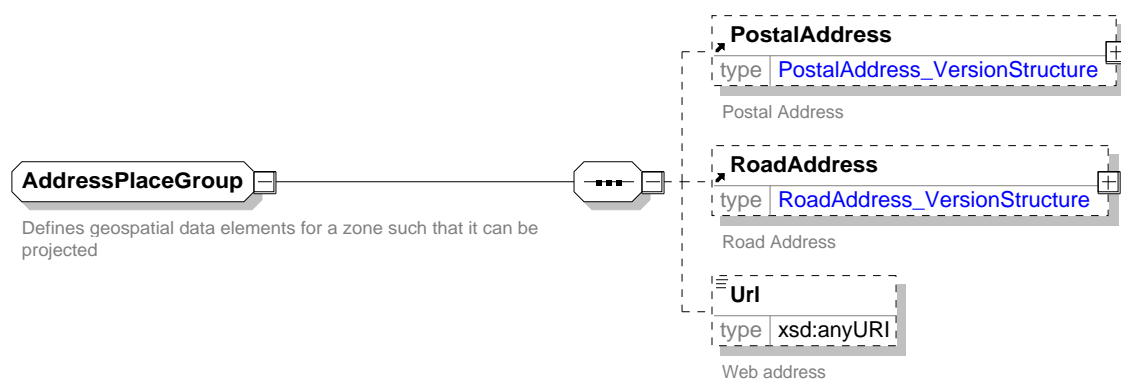 PostalAddress
type PostalAddress_VersionStructure
Postal Address
AddressPlaceGroup
Defines geospatial data elements for a zone such that it can be
projected
RoadAddress
type RoadAddress_VersionStructure
Road Address
Url
type xsd:anyURI
Web address